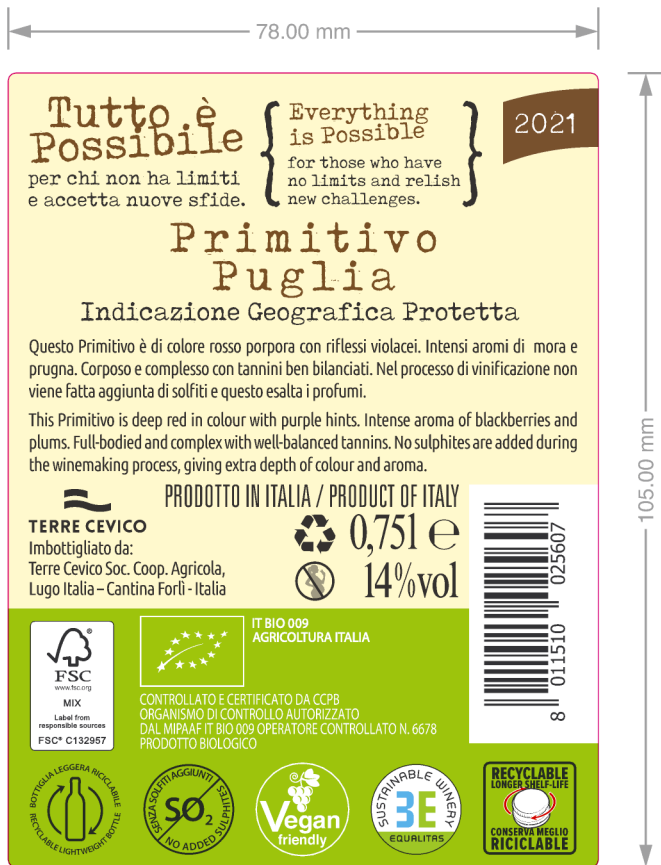 78.00 mm
Tutto è
Possibile
per chi non ha limiti
e accetta nuove sfide.
Everything
is Possible
for those who have
no limits and relish
new challenges.
2021
Primitivo
Puglia
Indicazione Geografica Protetta
Questo Primitivo è di colore rosso porpora con riflessi violacei. Intensi aromi di mora e
prugna. Corposo e complesso con tannini ben bilanciati. Nel processo di vinificazione non
viene fatta aggiunta di solfiti e questo esalta i profumi.
This Primitivo is deep red in colour with purple hints. Intense aroma of blackberries and
plums. Full-bodied and complex with well-balanced tannins. No sulphites are added during
the winemaking process, giving extra depth of colour and aroma.
105.00 mm
PRODOTTO IN ITALIA / PRODUCT OF ITALY
TERRE CEVICO
Imbottigliato da:
Terre Cevico Soc. Coop. Agricola,
Lugo Italia – Cantina Forlì - Italia
0,75l e
14%vol
8 011510 025607
FSC®
www.fsc.org
MIX
Label from
responsible sources
FSC® C132957
IT BIO 009
AGRICOLTURA ITALIA
CONTROLLATO E CERTIFICATO DA CCPB
ORGANISMO DI CONTROLLO AUTORIZZATO
DAL MIPAAF IT BIO 009 OPERATORE CONTROLLATO N. 6678
PRODOTTO BIOLOGICO
BOTTIGLIA LEGGERA RICICLABILE
RECYCLABLE LIGHTWEIGHT BOTTLE
SENZA SOLFITI AGGIUNTI
SO2
NO ADDED SULPHITES
Vegan
friendly
SUSTAINABLE WINERY
3E
EQUALITAS
RECYCLABLE
LONGER SHELF-LIFE
CONSERVA MEGLIO
RICICLABILE